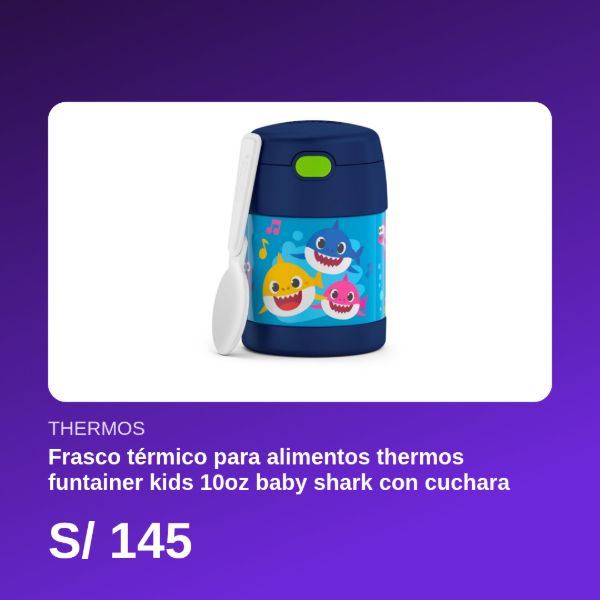 THERMOS
Frasco térmico para alimentos thermos
funtainer kids 10oz baby shark con cuchara
S/ 145